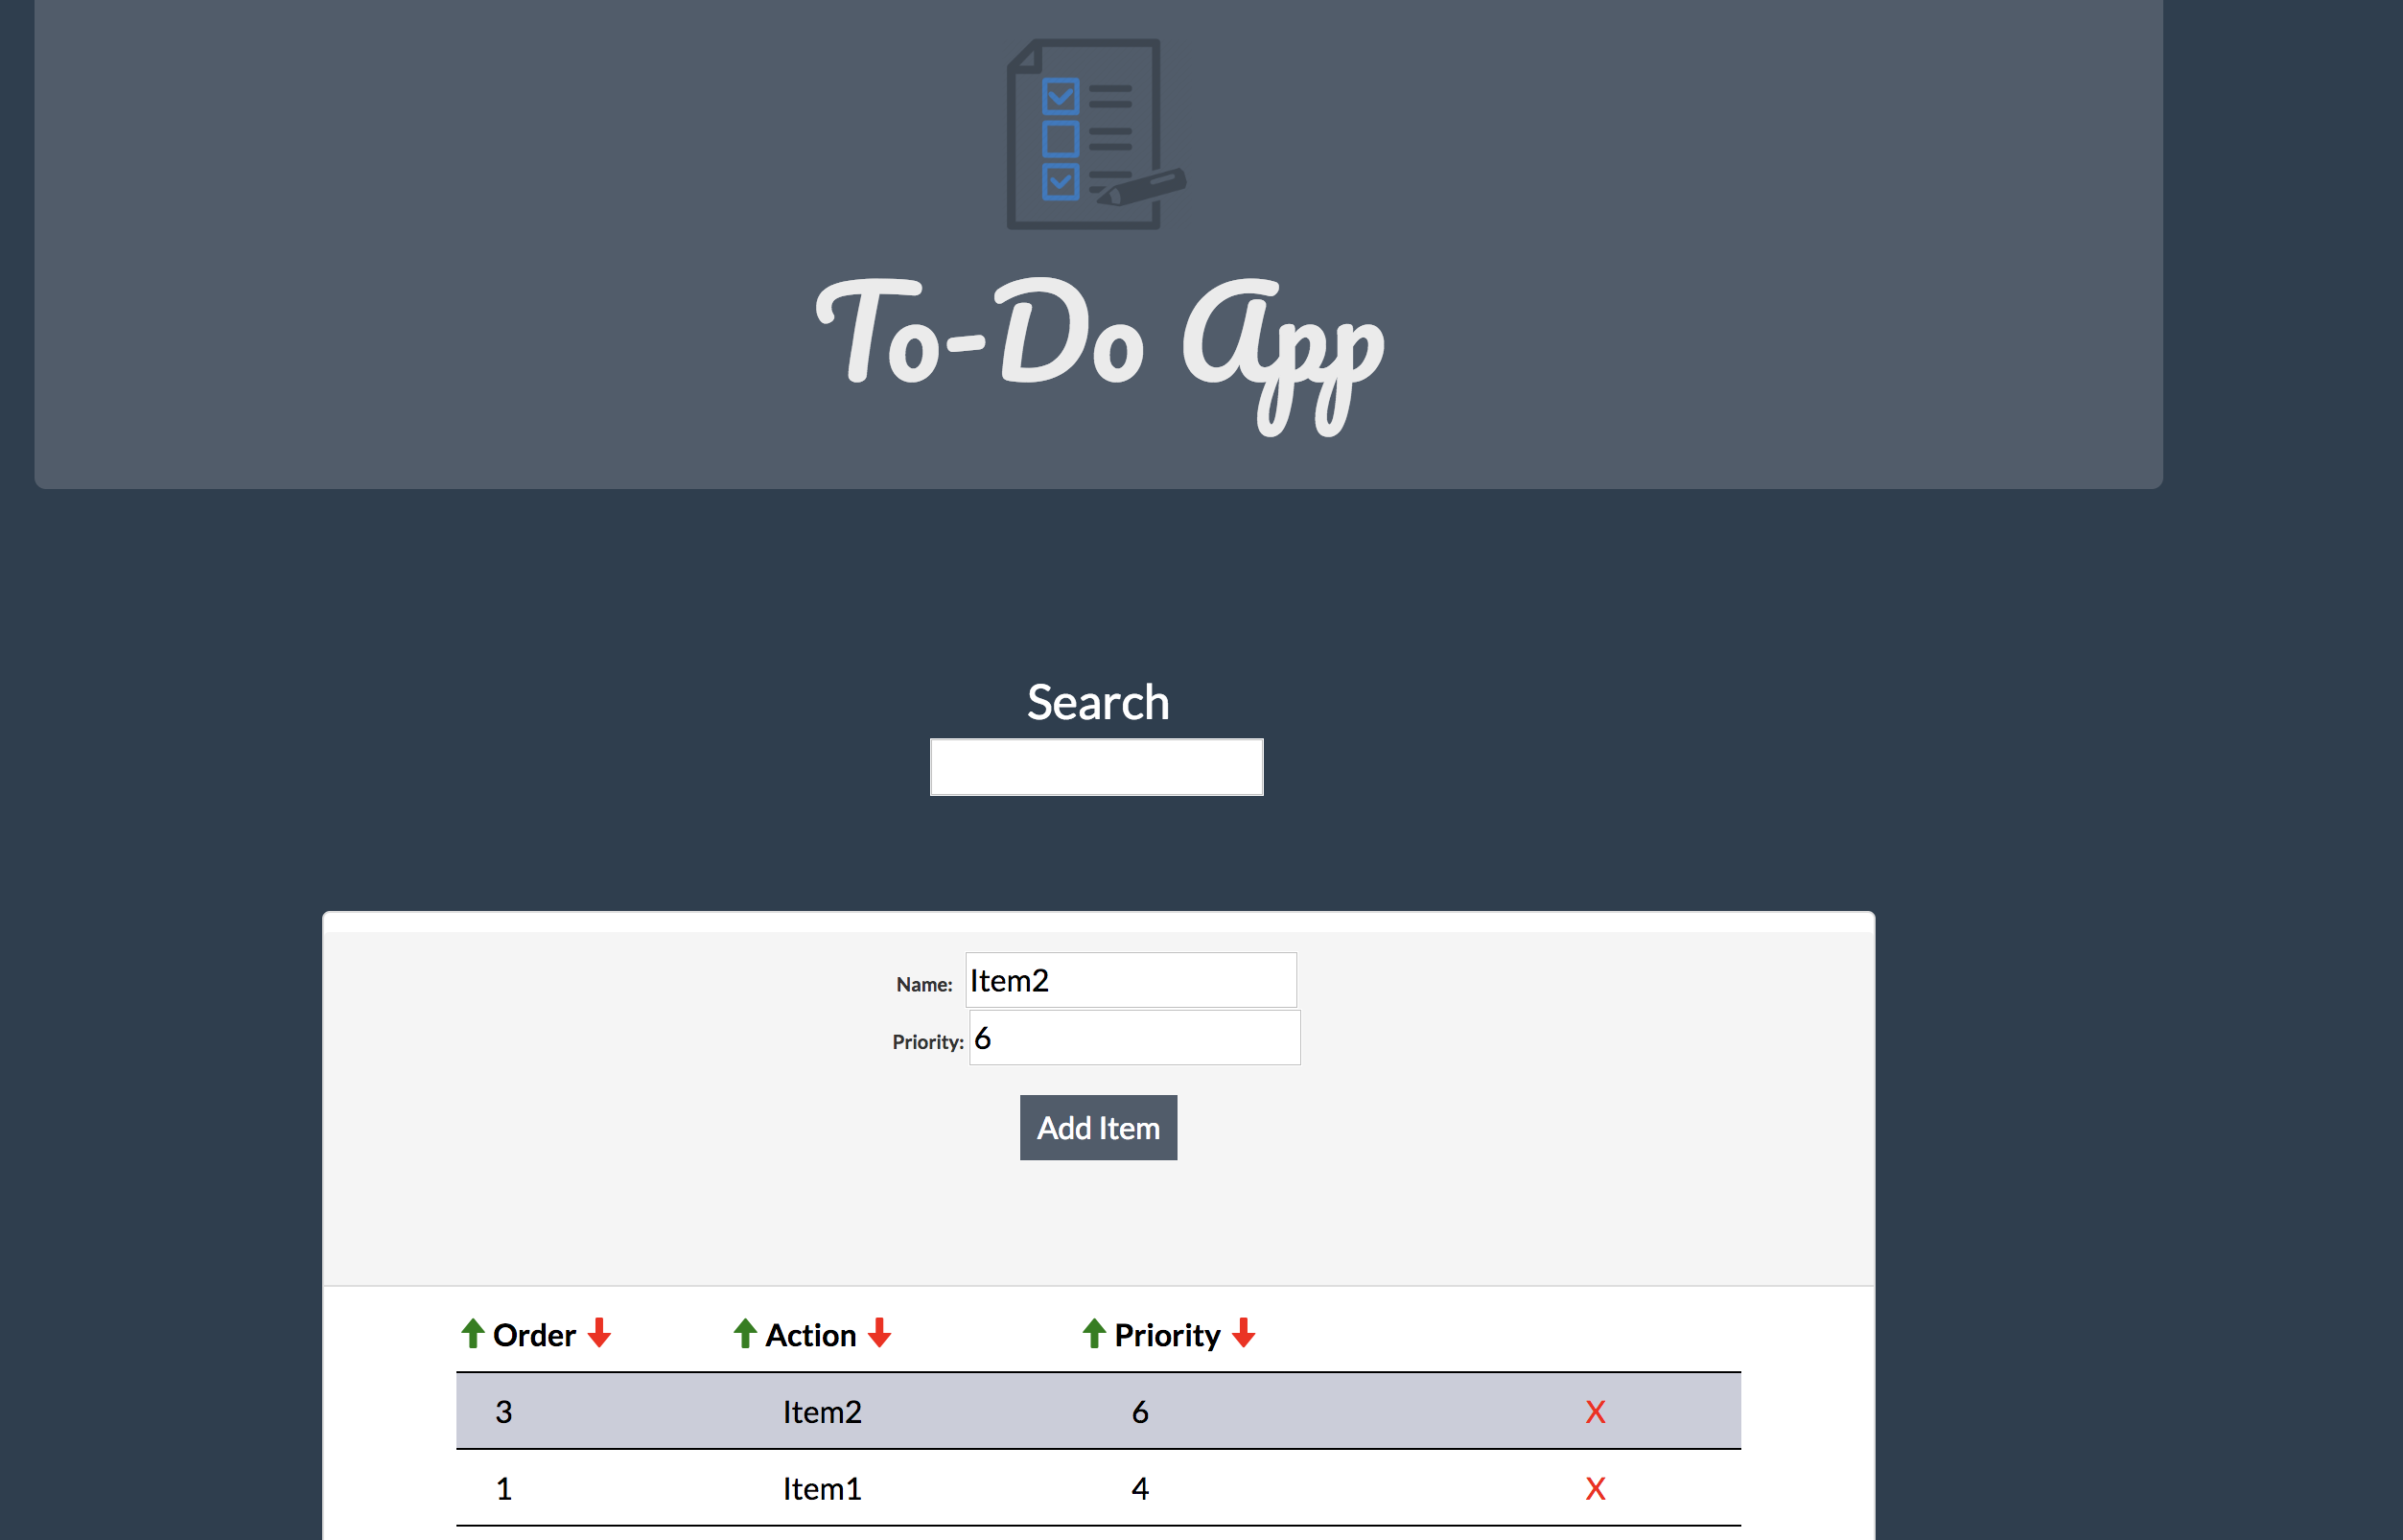 To-Do App
Search
Name: Item2
Priority: 6
Add Item
Order Action Priority
3 Item2 6 X
1 Item1 4 X